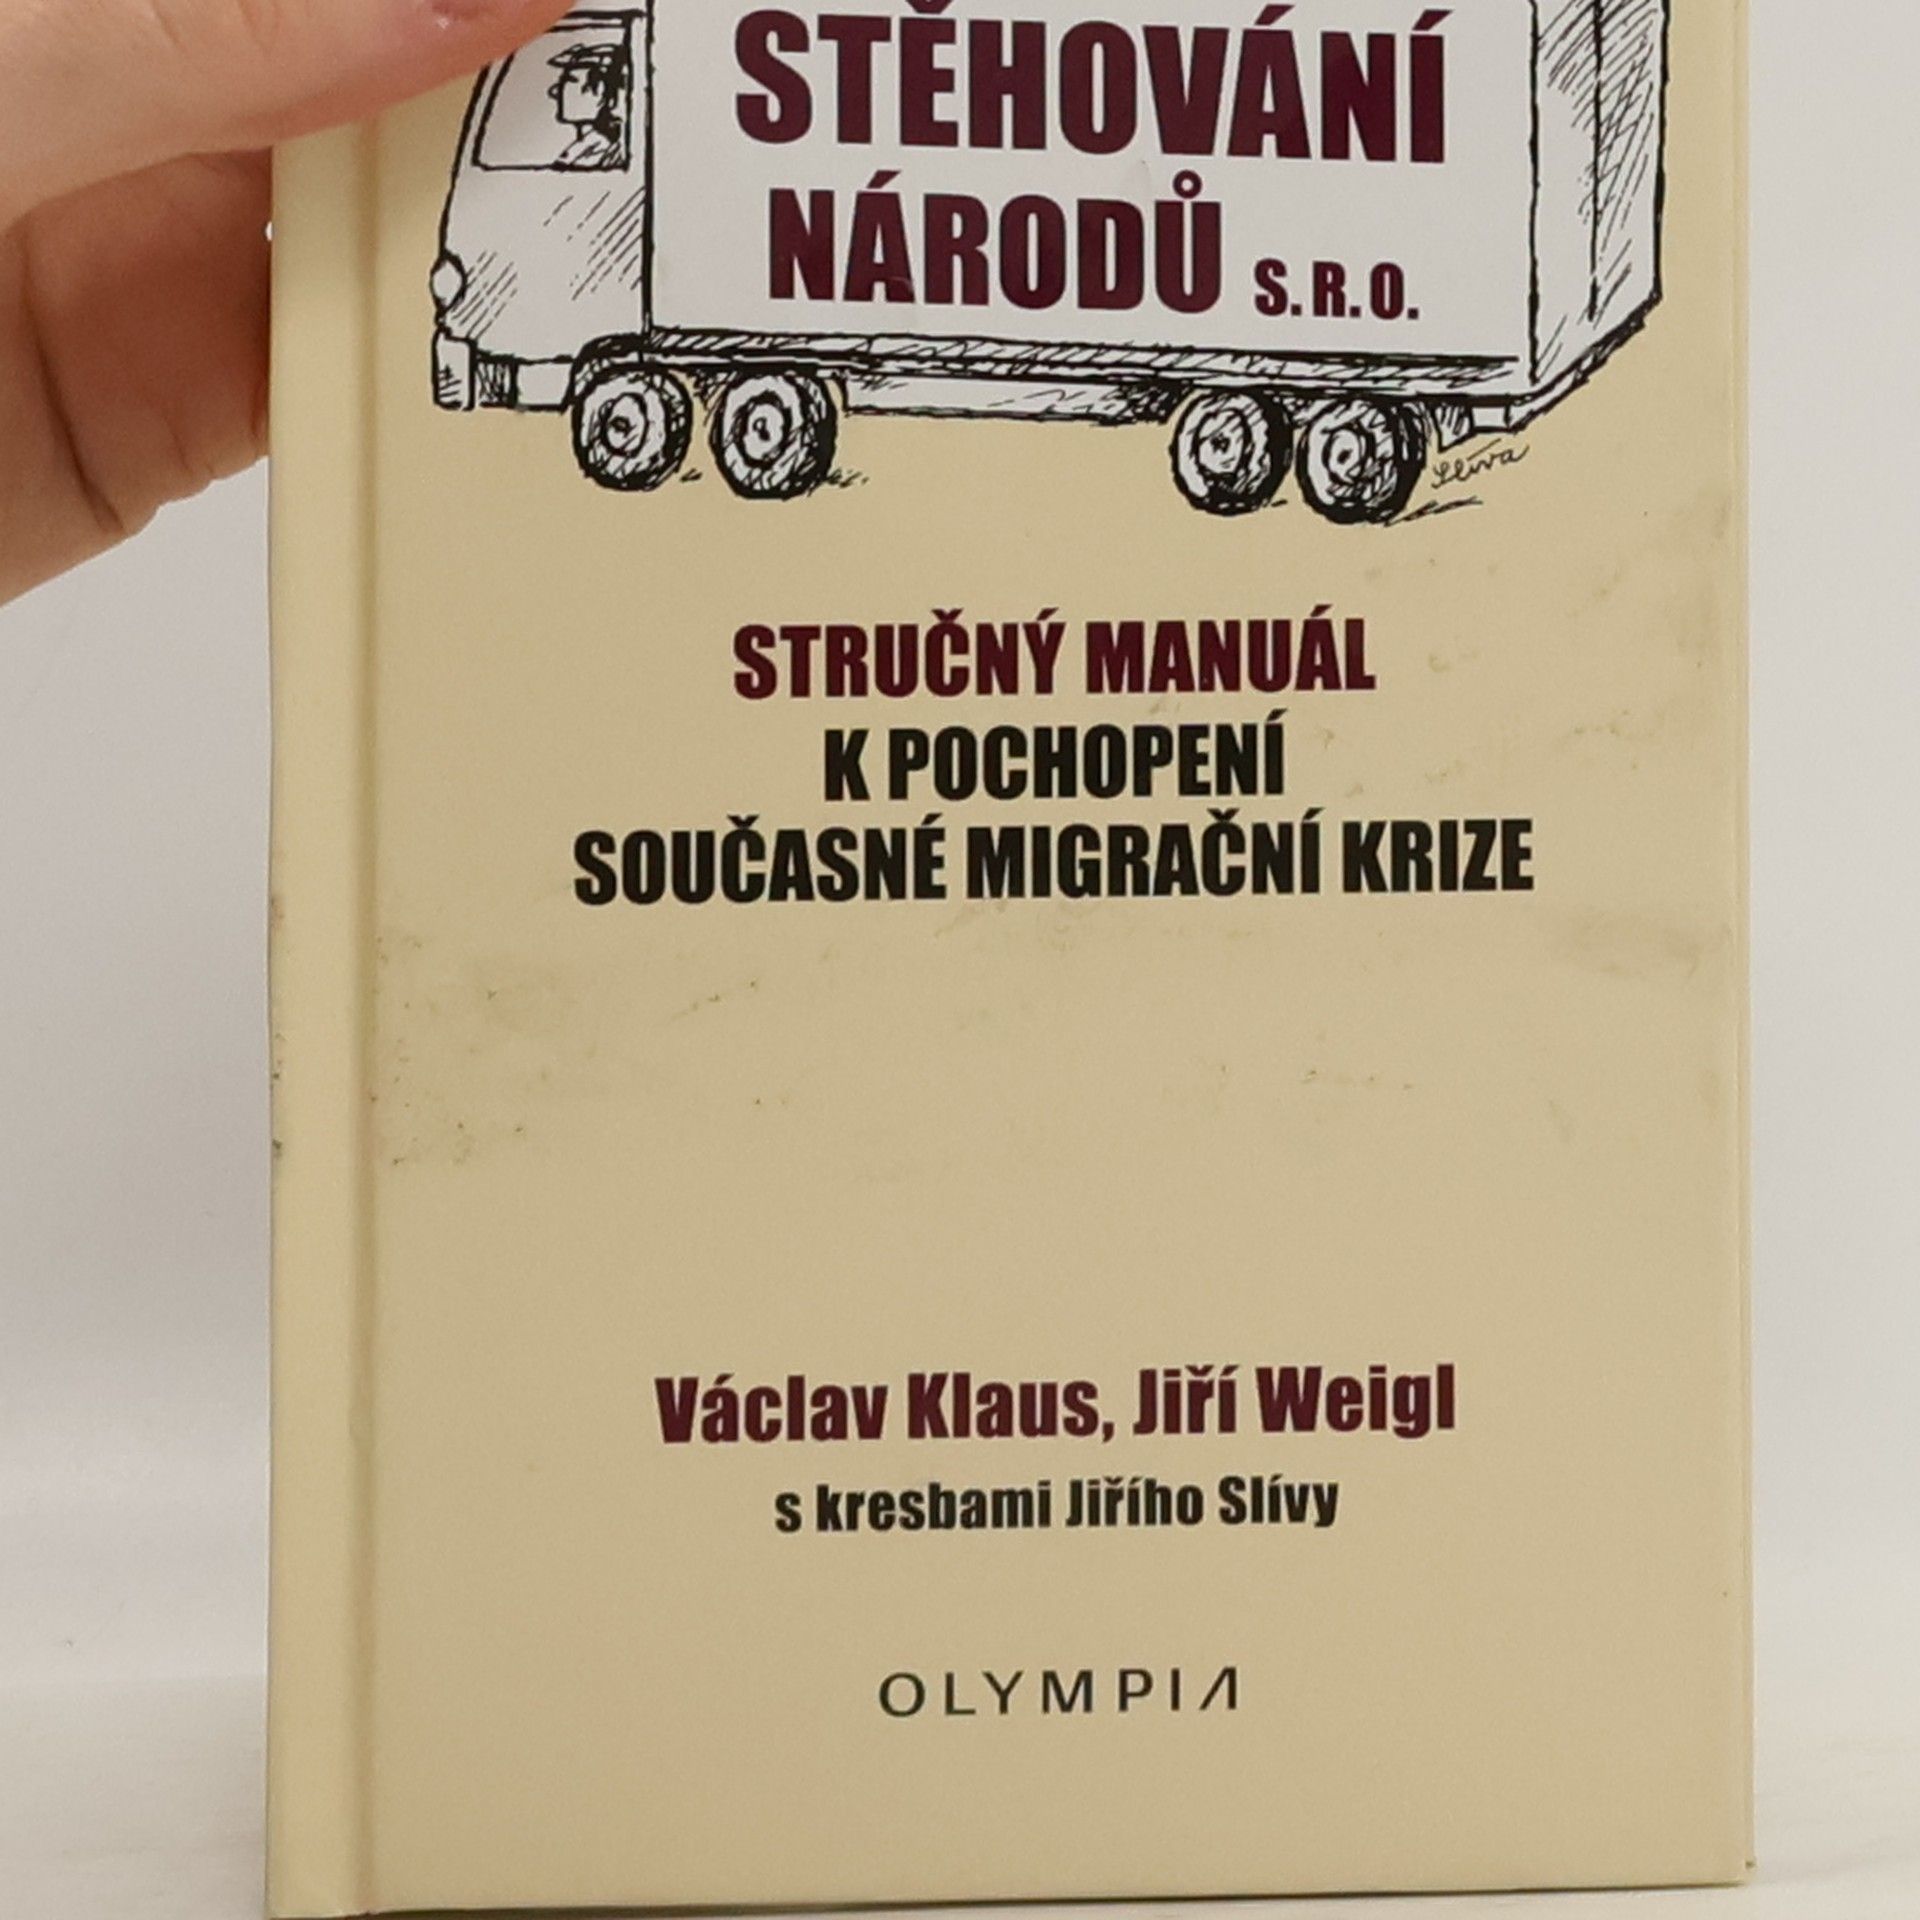 STĚHOVÁNÍ
NÁRODŮ S.R.O.
Slíva
STRUČNÝ MANUÁL
K POCHOPENÍ
SOUČASNÉ MIGRAČNÍ KRIZE
Václav Klaus, Jiří Weigl
s kresbami Jiřího Slívy
OLYMPIA